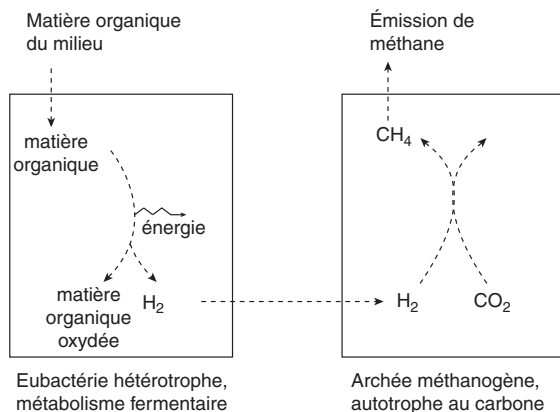 Matière organique
du milieu
matière
organique
énergie
matière
organique
oxydée
H2
Eubactérie hétérotrophe,
métabolisme fermentaire
Émission de
méthane
CH4
H2
CO2
Archée méthanogène,
autotrophe au carbone